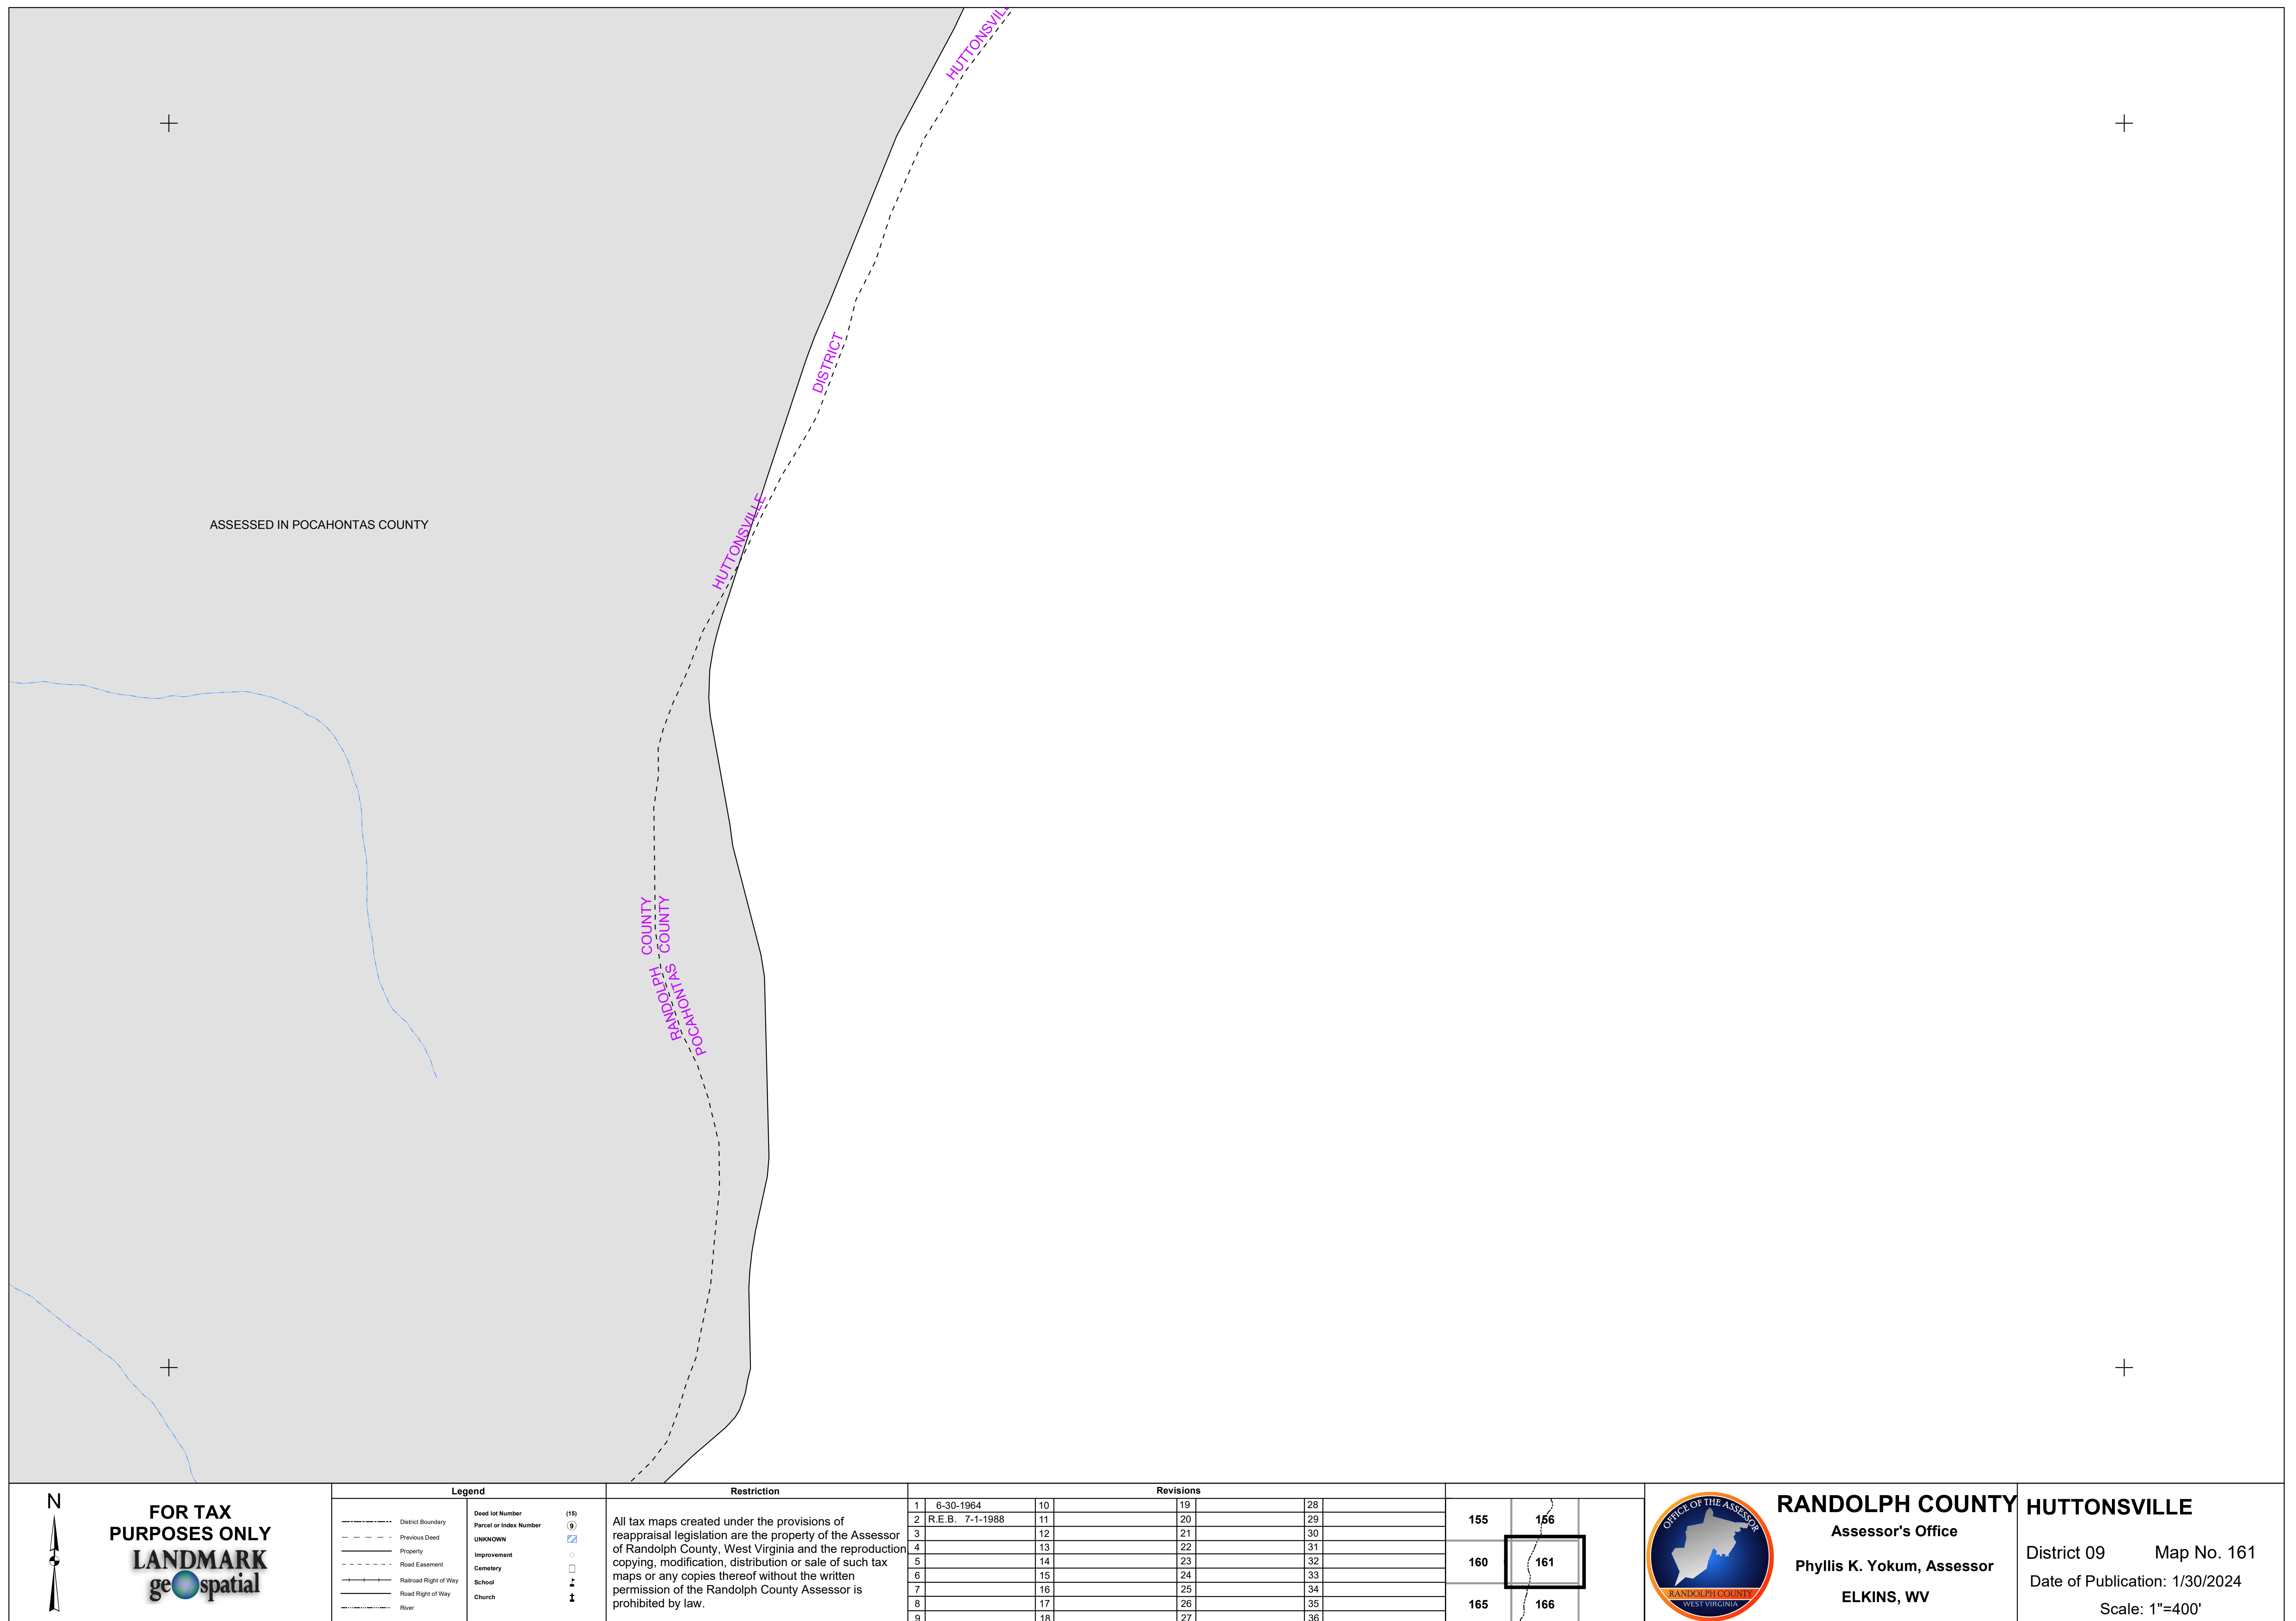 HUTTONSVIL
DISTRICT
HUTTONSVILLE
ASSESSED IN POCAHONTAS COUNTY
RANDOLPH COUNTY
POCAHONTAS COUNTY
N
FOR TAX
PURPOSES ONLY
LANDMARK
geospatial
Legend
District Boundary
Previous Deed
Property
Road Easement
Railroad Right of Way
Road Right of Way
River
Deed lot Number (15)
Parcel or Index Number 9
UNKNOWN
Improvement
Cemetery
School
Church
Restriction
All tax maps created under the provisions of
reappraisal legislation are the property of the Assessor
of Randolph County, West Virginia and the reproduction,
copying, modification, distribution or sale of such tax
maps or any copies thereof without the written
permission of the Randolph County Assessor is
prohibited by law.
Revisions
1 6-30-1964 10 19 28
2 R.E.B. 7-1-1988 11 20 29
3 12 21 30
4 13 22 31
5 14 23 32
6 15 24 33
7 16 25 34
8 17 26 35
9 18 27 36
155 156
160 161
165 166
OFFICE OF THE ASSESSOR
RANDOLPH COUNTY
WEST VIRGINIA
RANDOLPH COUNTY
Assessor's Office
Phyllis K. Yokum, Assessor
ELKINS, WV
HUTTONSVILLE
District 09 Map No. 161
Date of Publication: 1/30/2024
Scale: 1"=400'